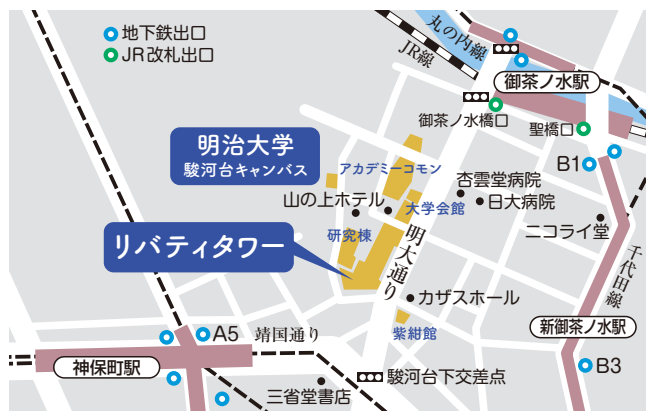 地下鉄出口
JR改札出口
丸の内線
JR線
御茶ノ水駅
御茶ノ水橋口
聖橋口
B1
明治大学
駿河台キャンパス
アカデミーコモン
杏雲堂病院
山の上ホテル
大学会館
日大病院
ニコライ堂
研究棟
明大通り
リバティタワー
千代田線
カザスホール
紫紺館
新御茶ノ水駅
A5
靖国通り
神保町駅
B3
駿河台下交差点
三省堂書店